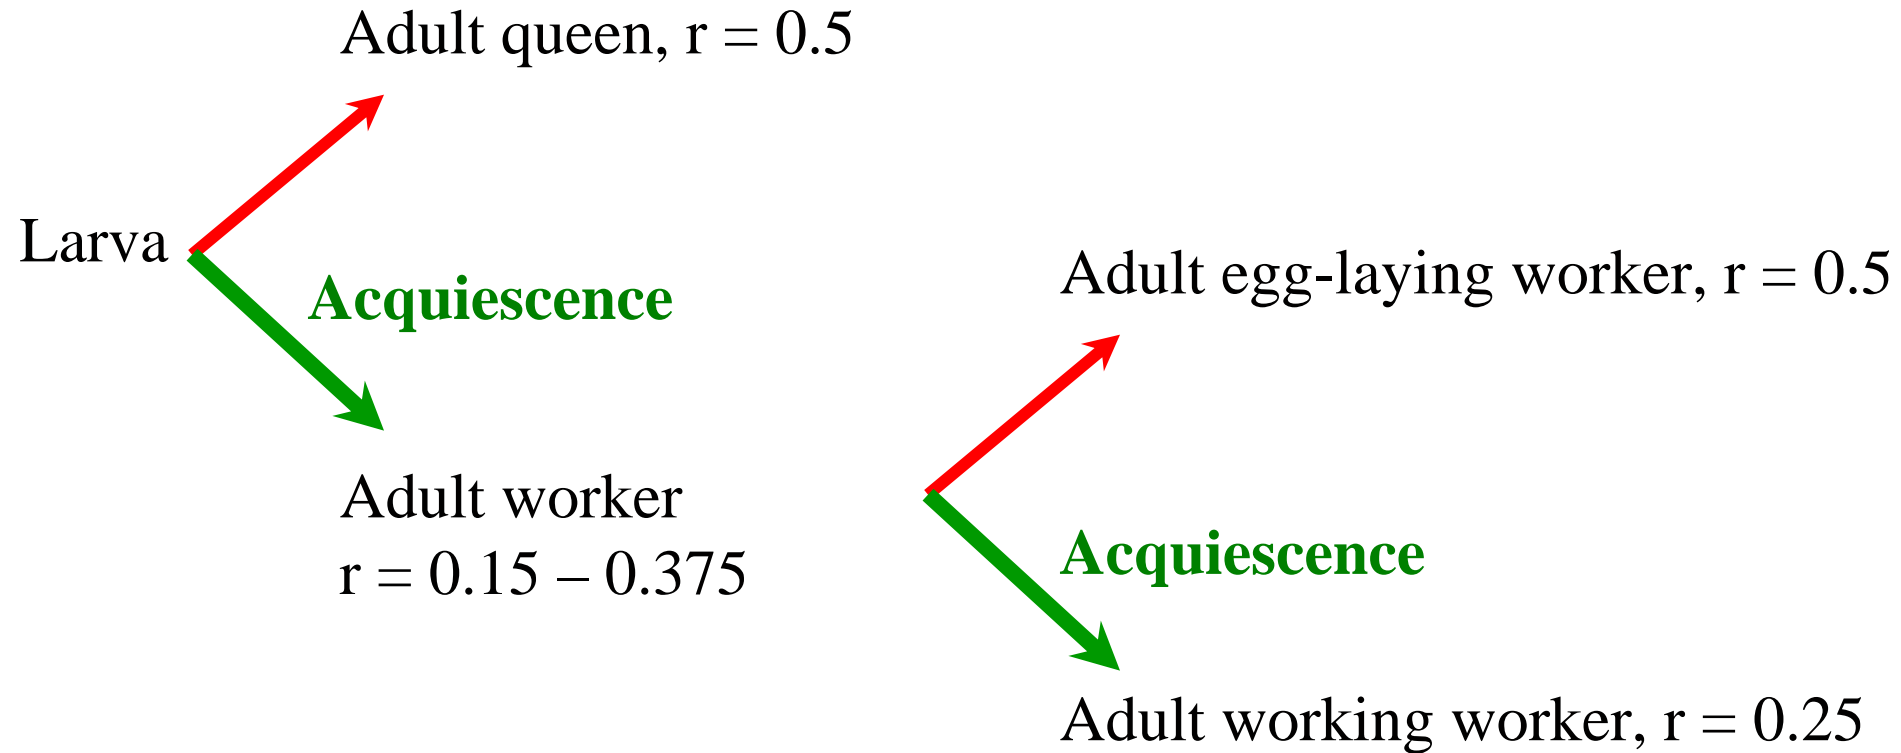 Adult queen, r = 0.5
Larva
Acquiescence
Adult worker
r = 0.15 – 0.375
Adult egg-laying worker, r = 0.5
Acquiescence
Adult working worker, r = 0.25